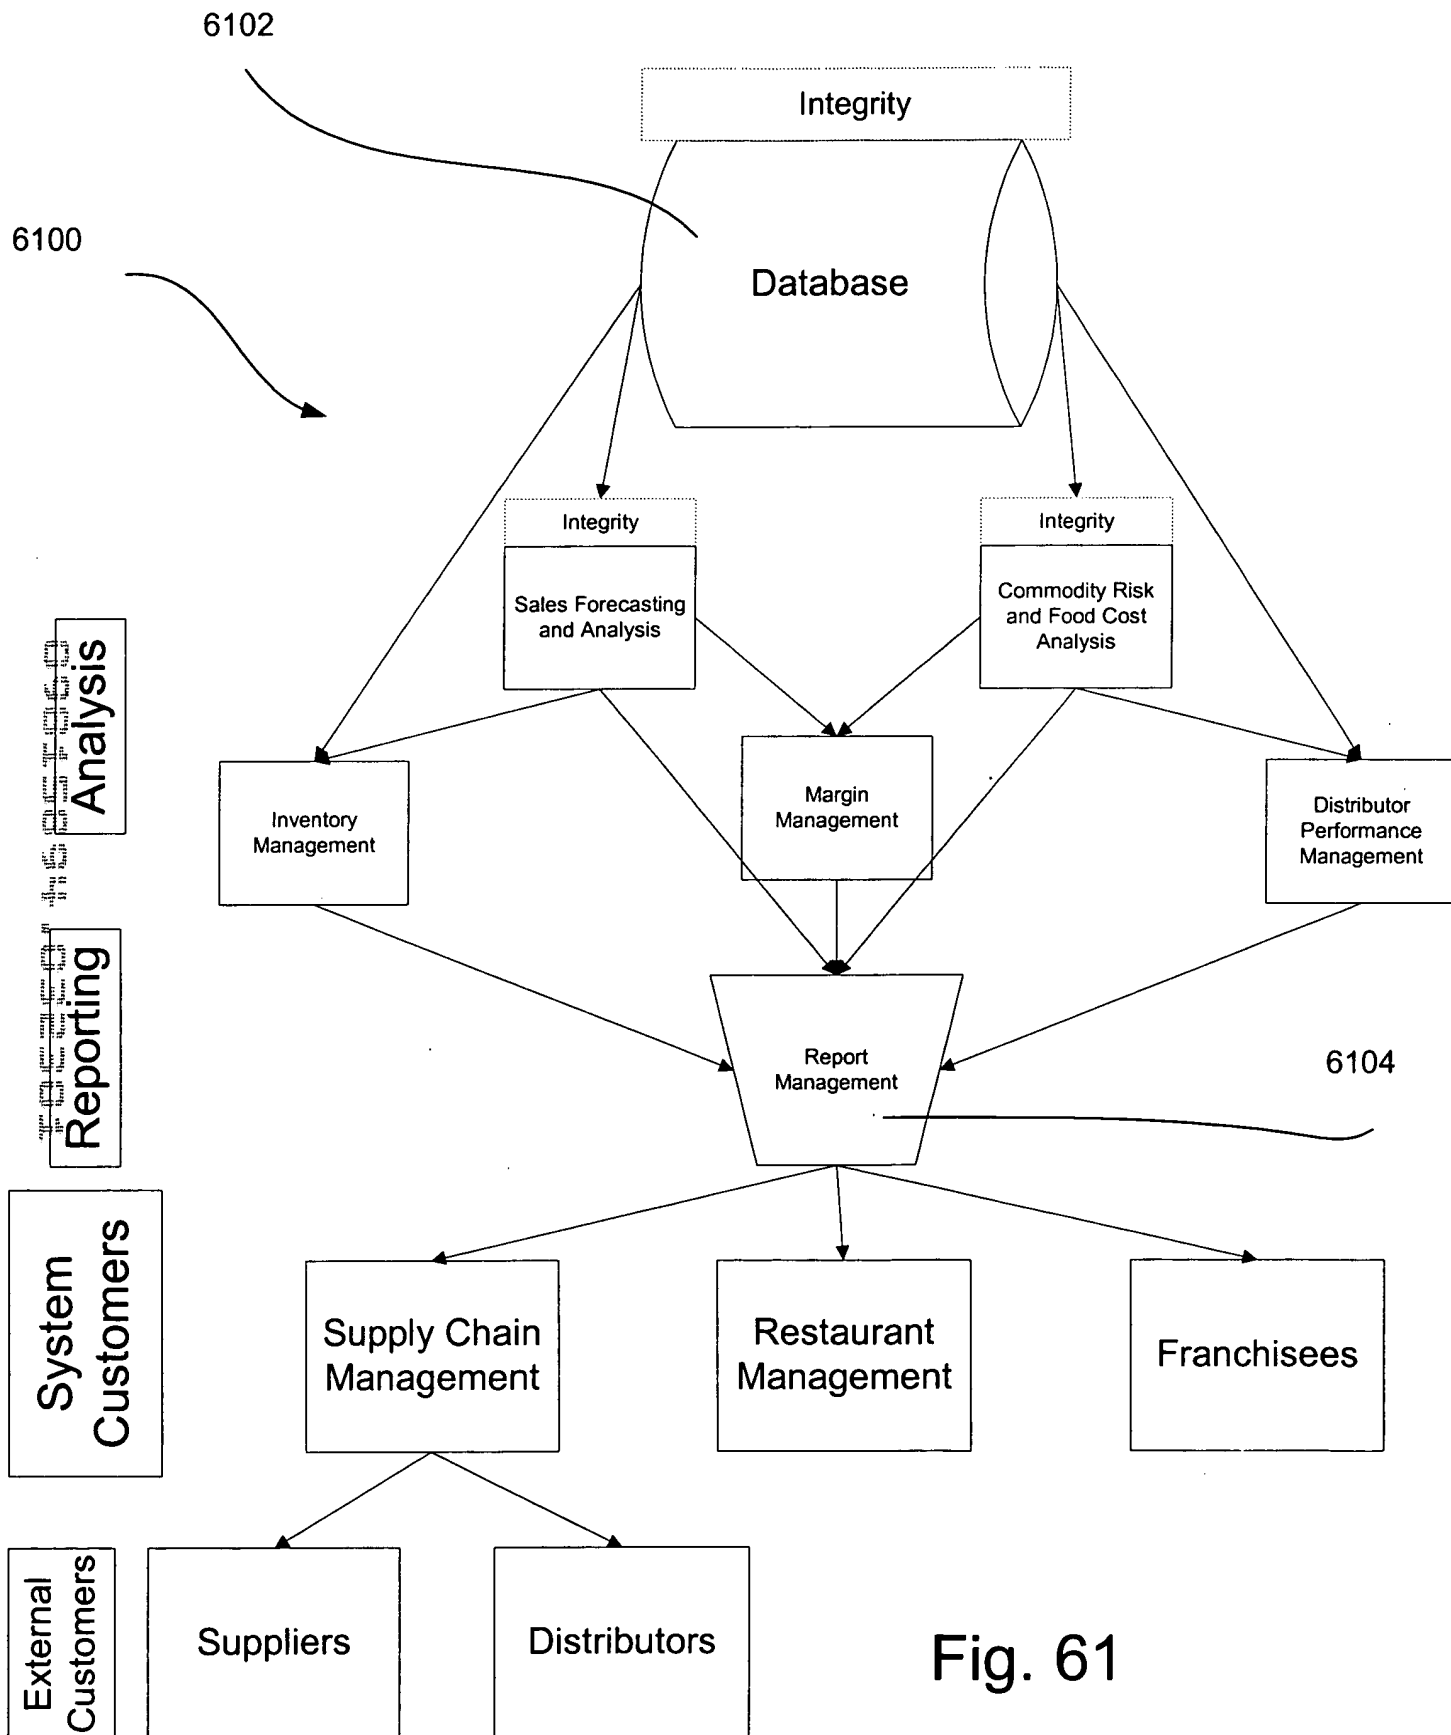 6102
Integrity
6100
Database
Integrity
Integrity
Sales Forecasting
and Analysis
Commodity Risk
and Food Cost
Analysis
Analysis
Inventory
Management
Margin
Management
Distributor
Performance
Management
Reporting
Report
Management
6104
System
Customers
Supply Chain
Management
Restaurant
Management
Franchisees
External
Customers
Suppliers
Distributors
Fig. 61